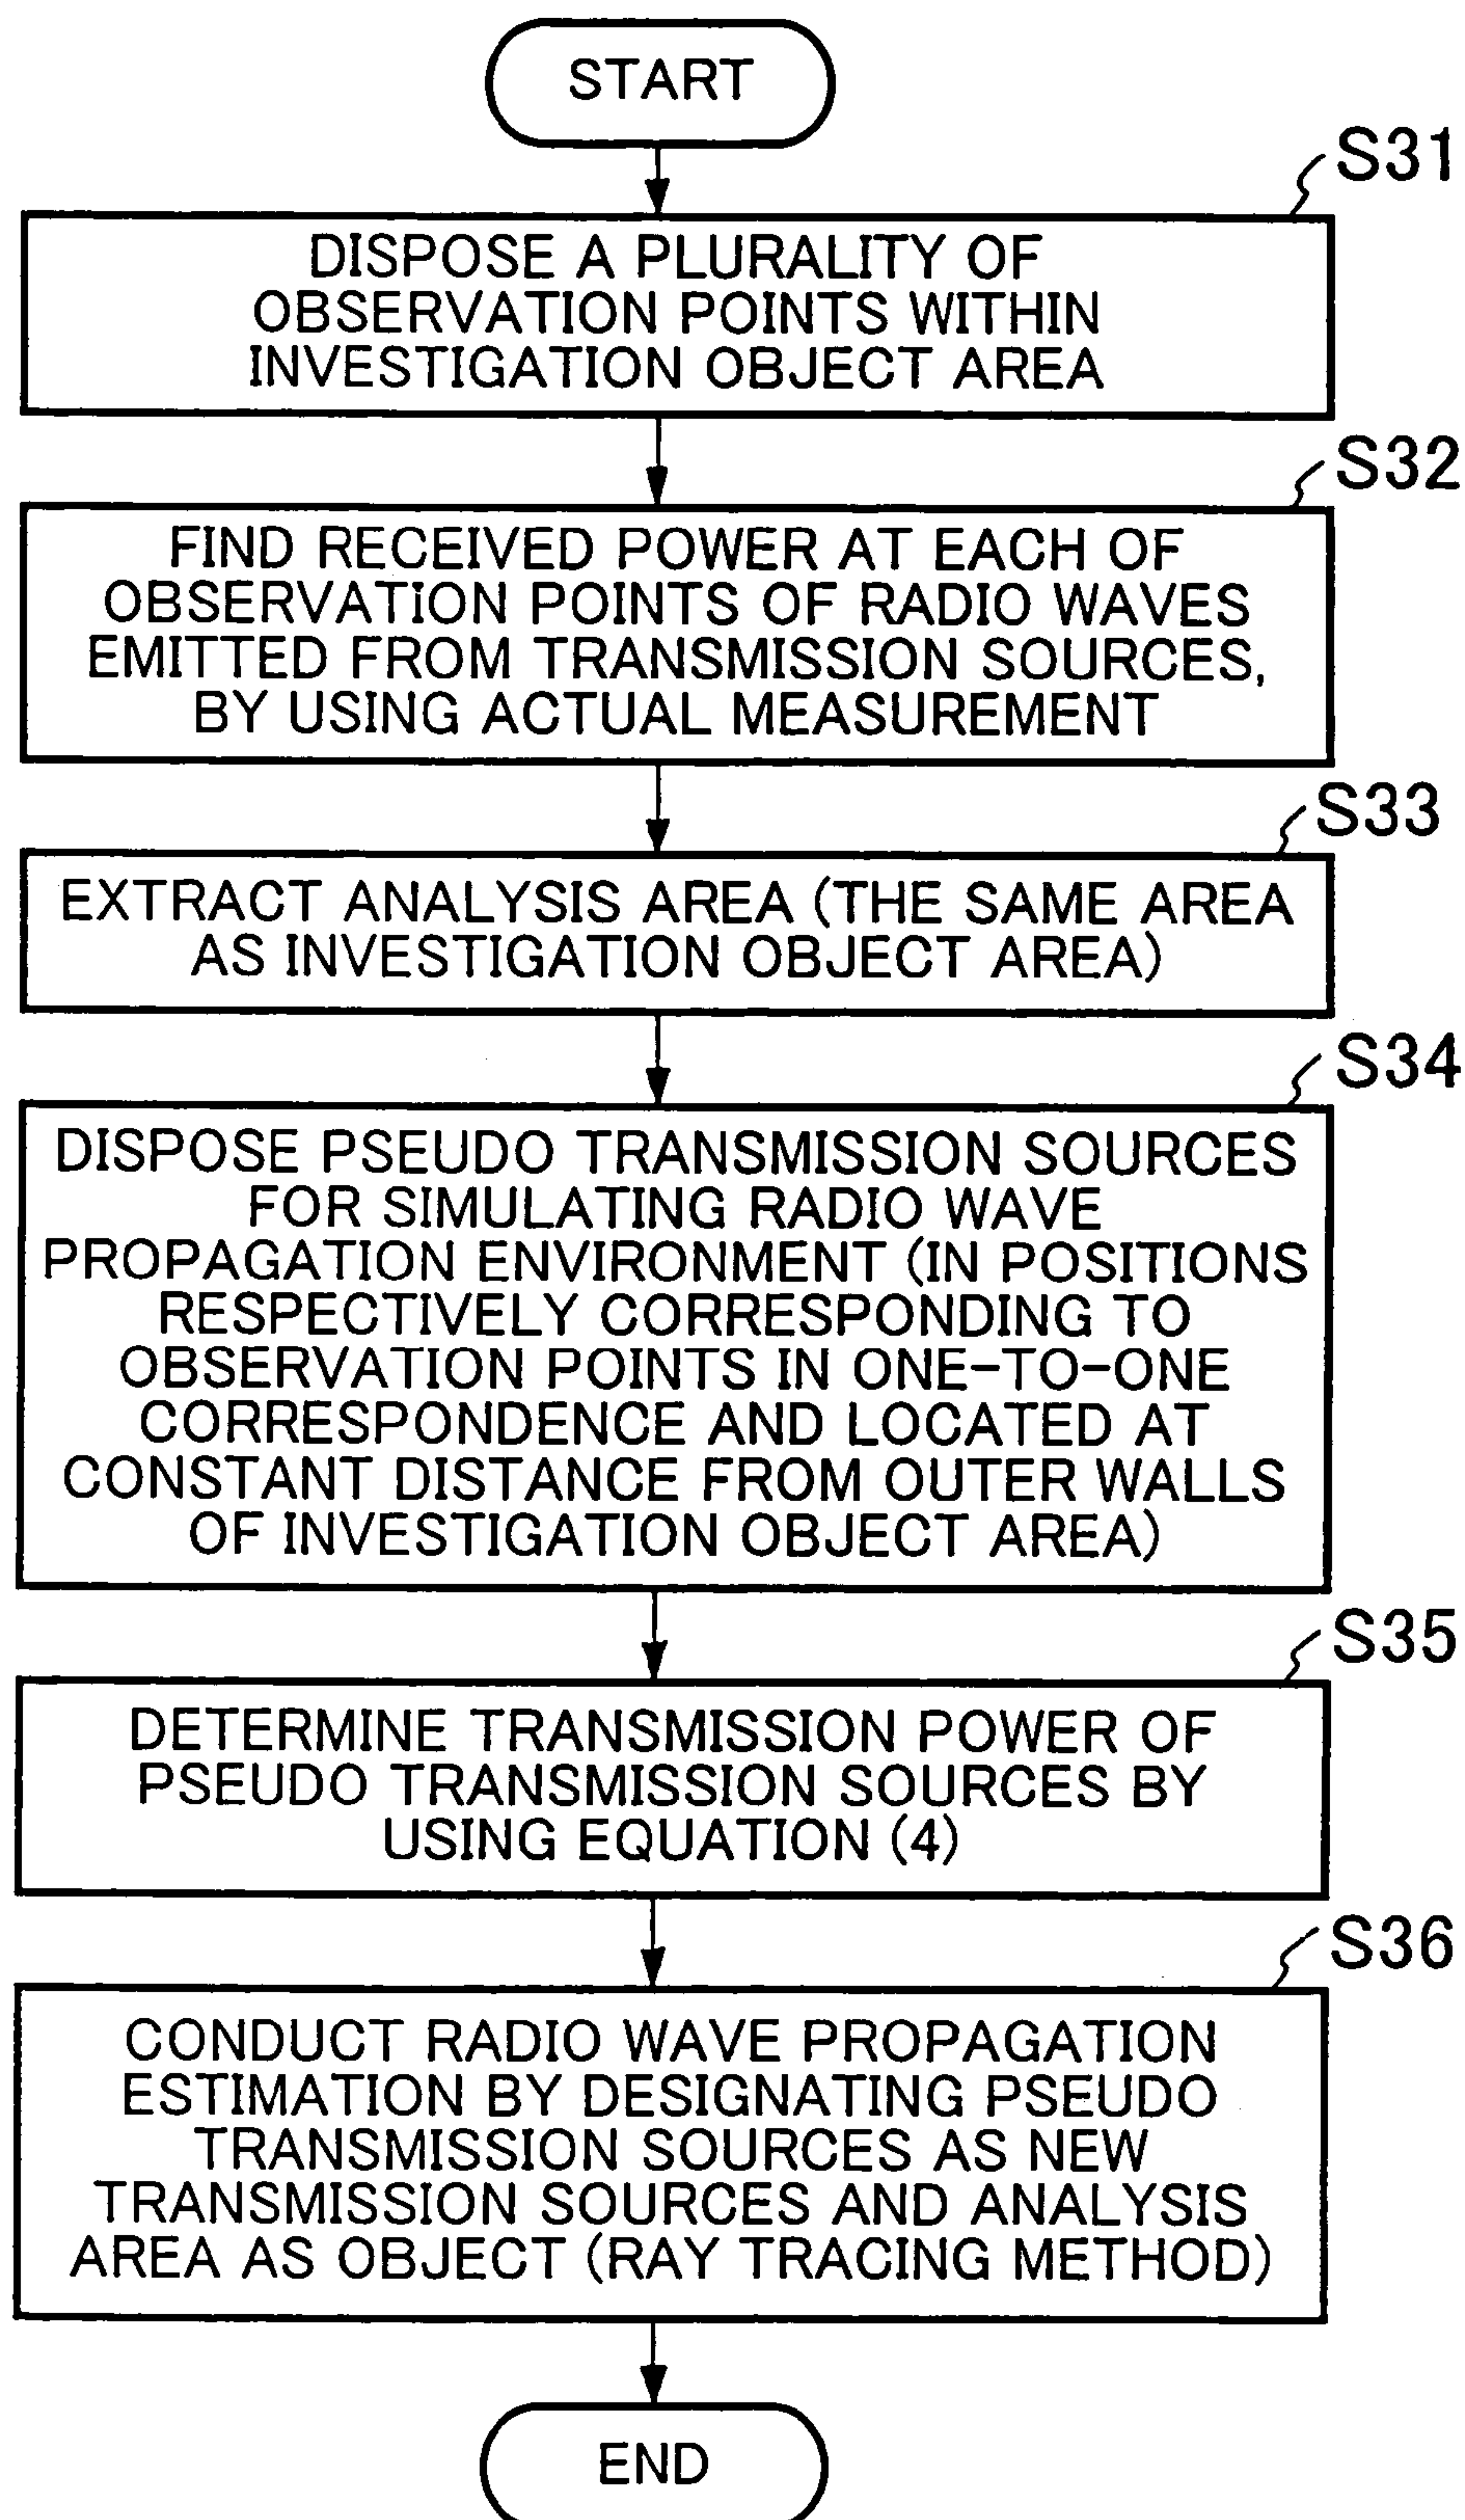 START
S31
DISPOSE A PLURALITY OF
OBSERVATION POINTS WITHIN
INVESTIGATION OBJECT AREA
S32
FIND RECEIVED POWER AT EACH OF
OBSERVATION POINTS OF RADIO WAVES
EMITTED FROM TRANSMISSION SOURCES,
BY USING ACTUAL MEASUREMENT
S33
EXTRACT ANALYSIS AREA (THE SAME AREA
AS INVESTIGATION OBJECT AREA)
S34
DISPOSE PSEUDO TRANSMISSION SOURCES
FOR SIMULATING RADIO WAVE
PROPAGATION ENVIRONMENT (IN POSITIONS
RESPECTIVELY CORRESPONDING TO
OBSERVATION POINTS IN ONE-TO-ONE
CORRESPONDENCE AND LOCATED AT
CONSTANT DISTANCE FROM OUTER WALLS
OF INVESTIGATION OBJECT AREA)
S35
DETERMINE TRANSMISSION POWER OF
PSEUDO TRANSMISSION SOURCES BY
USING EQUATION (4)
S36
CONDUCT RADIO WAVE PROPAGATION
ESTIMATION BY DESIGNATING PSEUDO
TRANSMISSION SOURCES AS NEW
TRANSMISSION SOURCES AND ANALYSIS
AREA AS OBJECT (RAY TRACING METHOD)
END